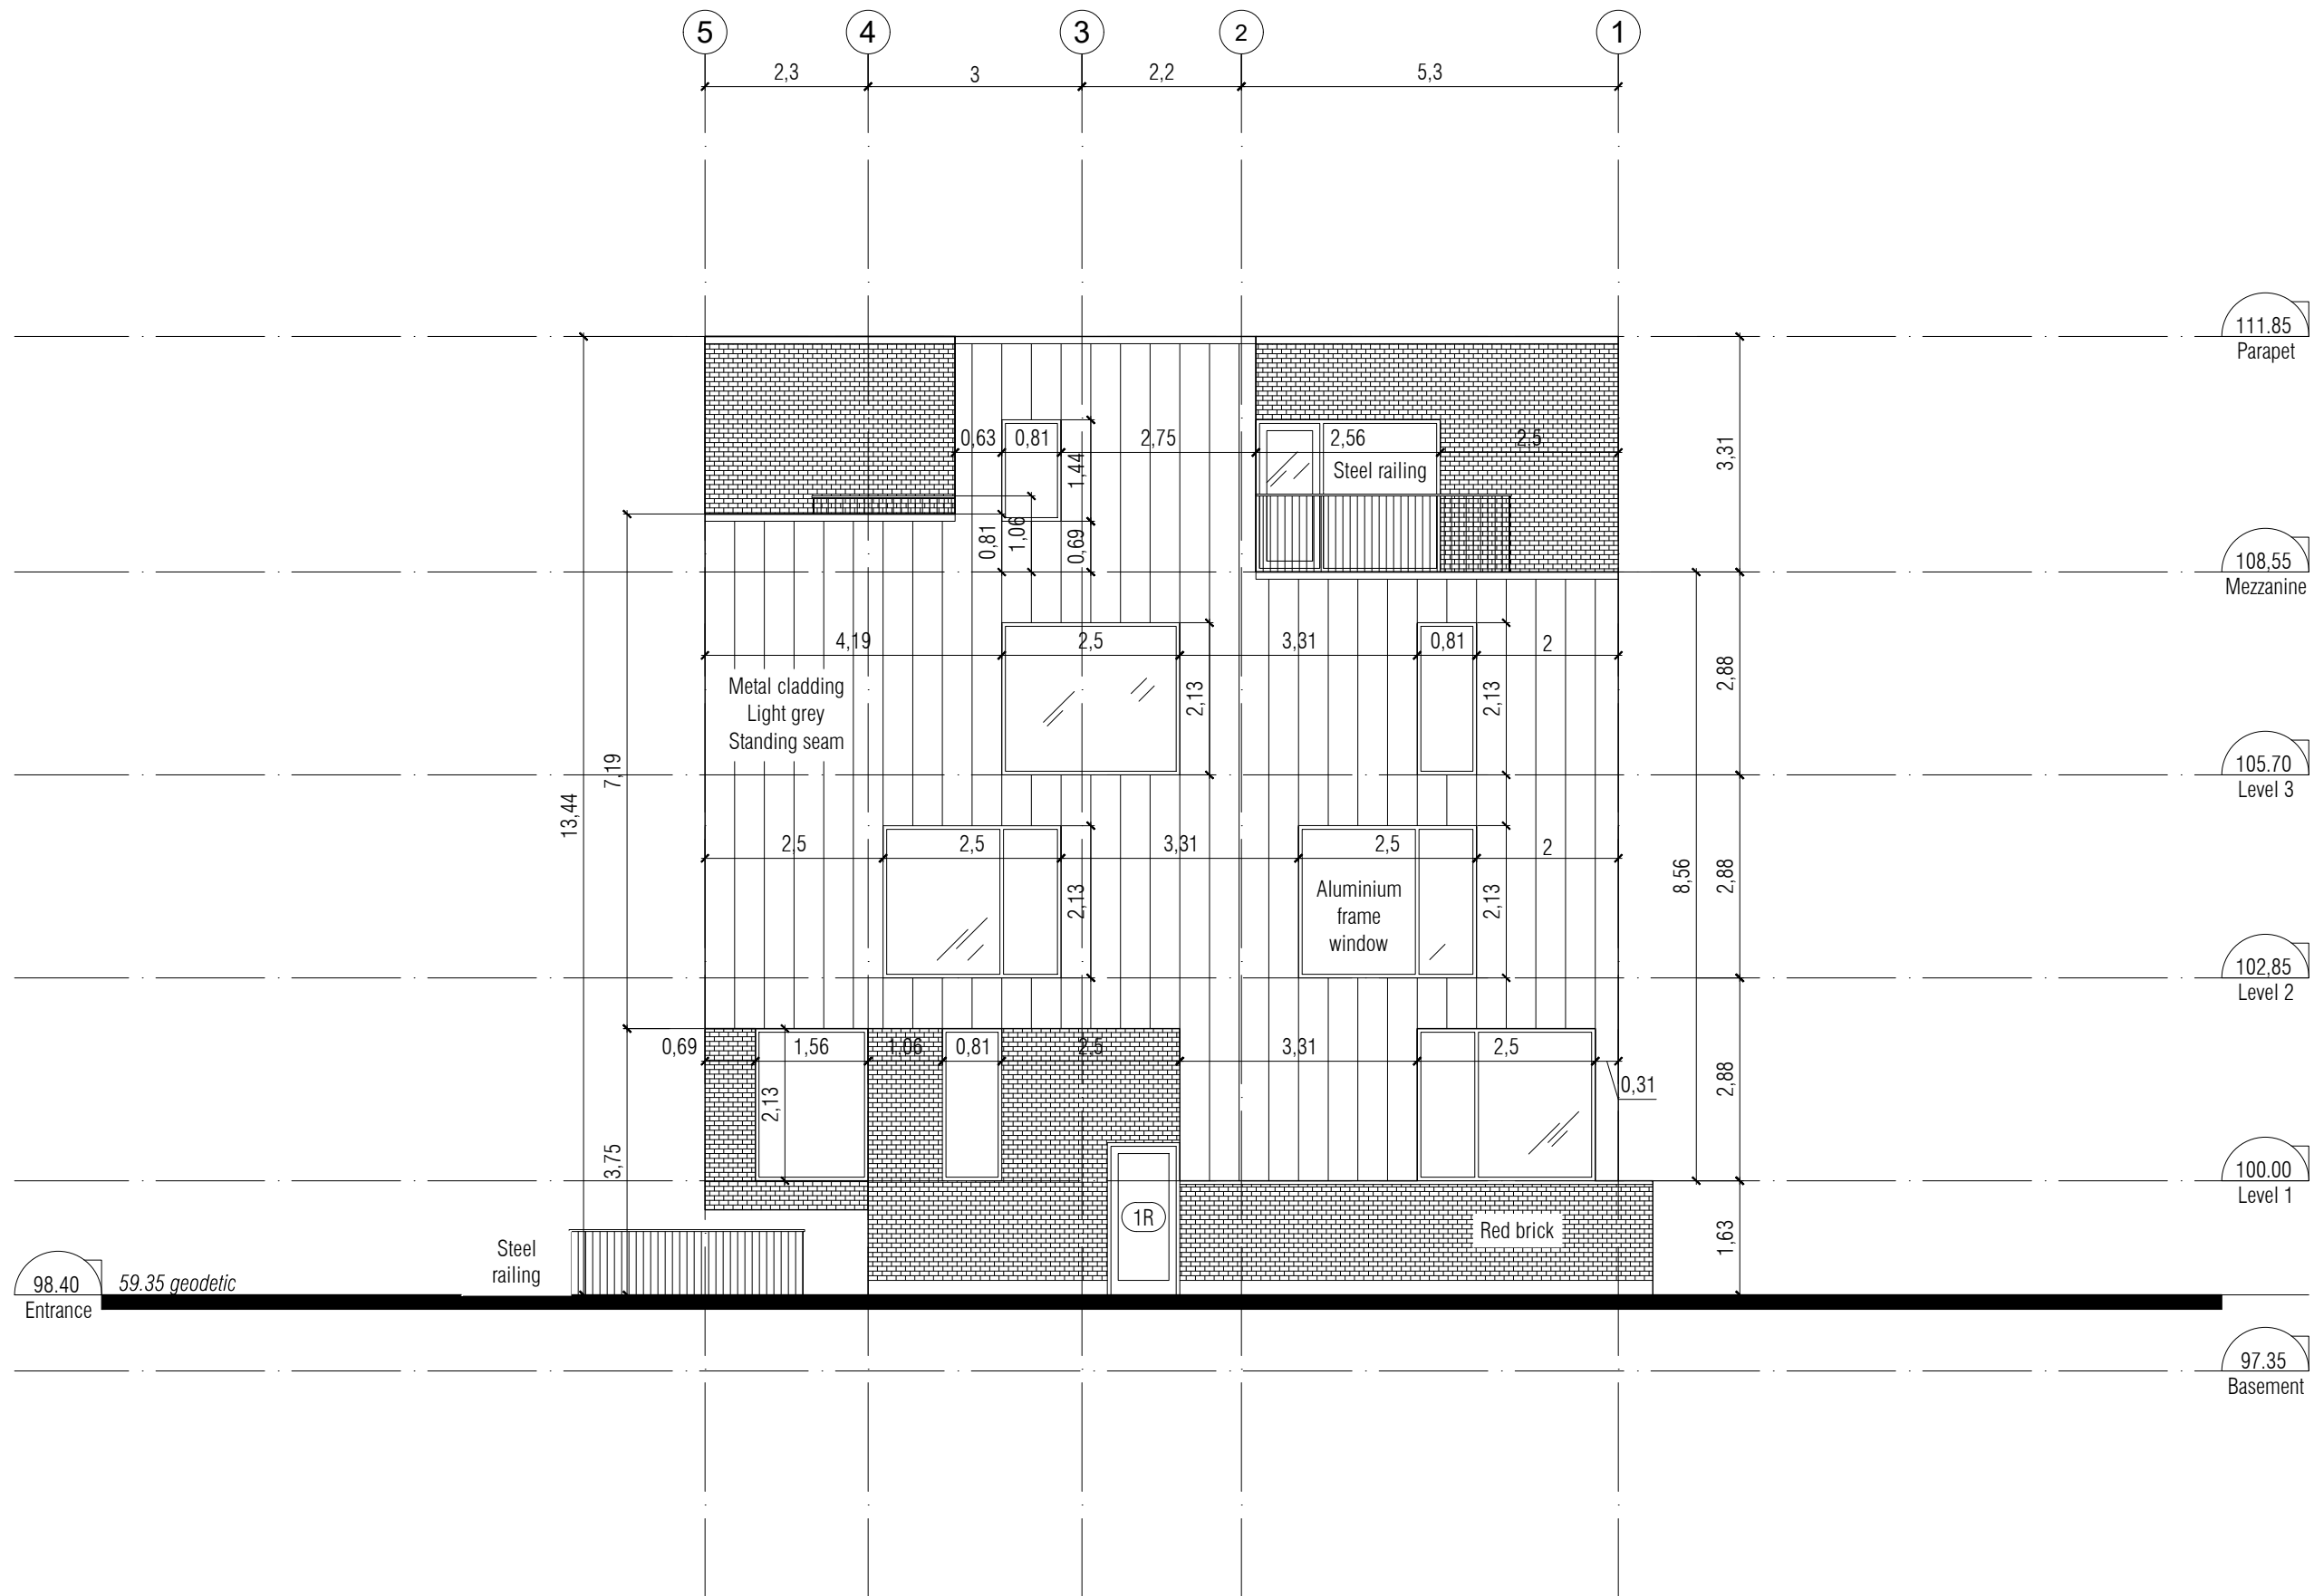 5 4 3 2 1
2,3 3 2,2 5,3
111.85
Parapet
0,63 0,81 2,75 2,56 2,5
Steel railing
1,44
3,31
0,81 1,06 0,69
108,55
Mezzanine
4,19 2,5 3,31 0,81 2
Metal cladding
Light grey
Standing seam
2,13 2,13 2,88
105.70
Level 3
7,19
13,44
2,5 2,5 3,31 2,5 2
Aluminium
frame
window
2,13 2,13 8,56 2,88
102,85
Level 2
0,69 1,56 1,06 0,81 2,5 3,31 2,5
0,31
2,13 2,88
3,75
100.00
Level 1
1R
Red brick
1,63
Steel
railing
98.40 59.35 geodetic
Entrance
97.35
Basement